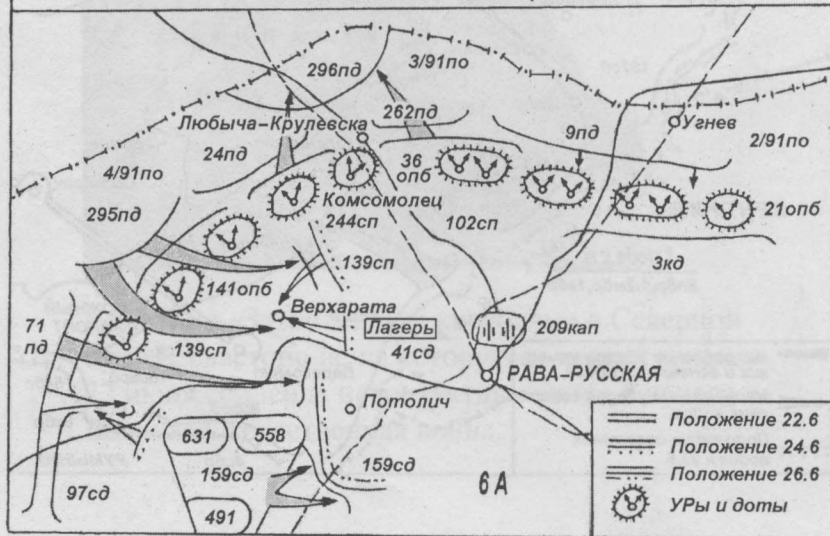 296пд
3/91по
262пд
Любыча-Крулевска
9пд
Угнев
2/91по
24пд
4/91по
36
опб
Комсомолец
21опб
295пд
244сп
102сп
139сп
3кд
141опб
Верхарата
Лагерь
209кап
71
пд
139сп
41сд
РАВА-РУССКАЯ
Потолич
631
558
159сд
159сд
97сд
491
6А
Положение 22.6
Положение 24.6
Положение 26.6
УРы и доты